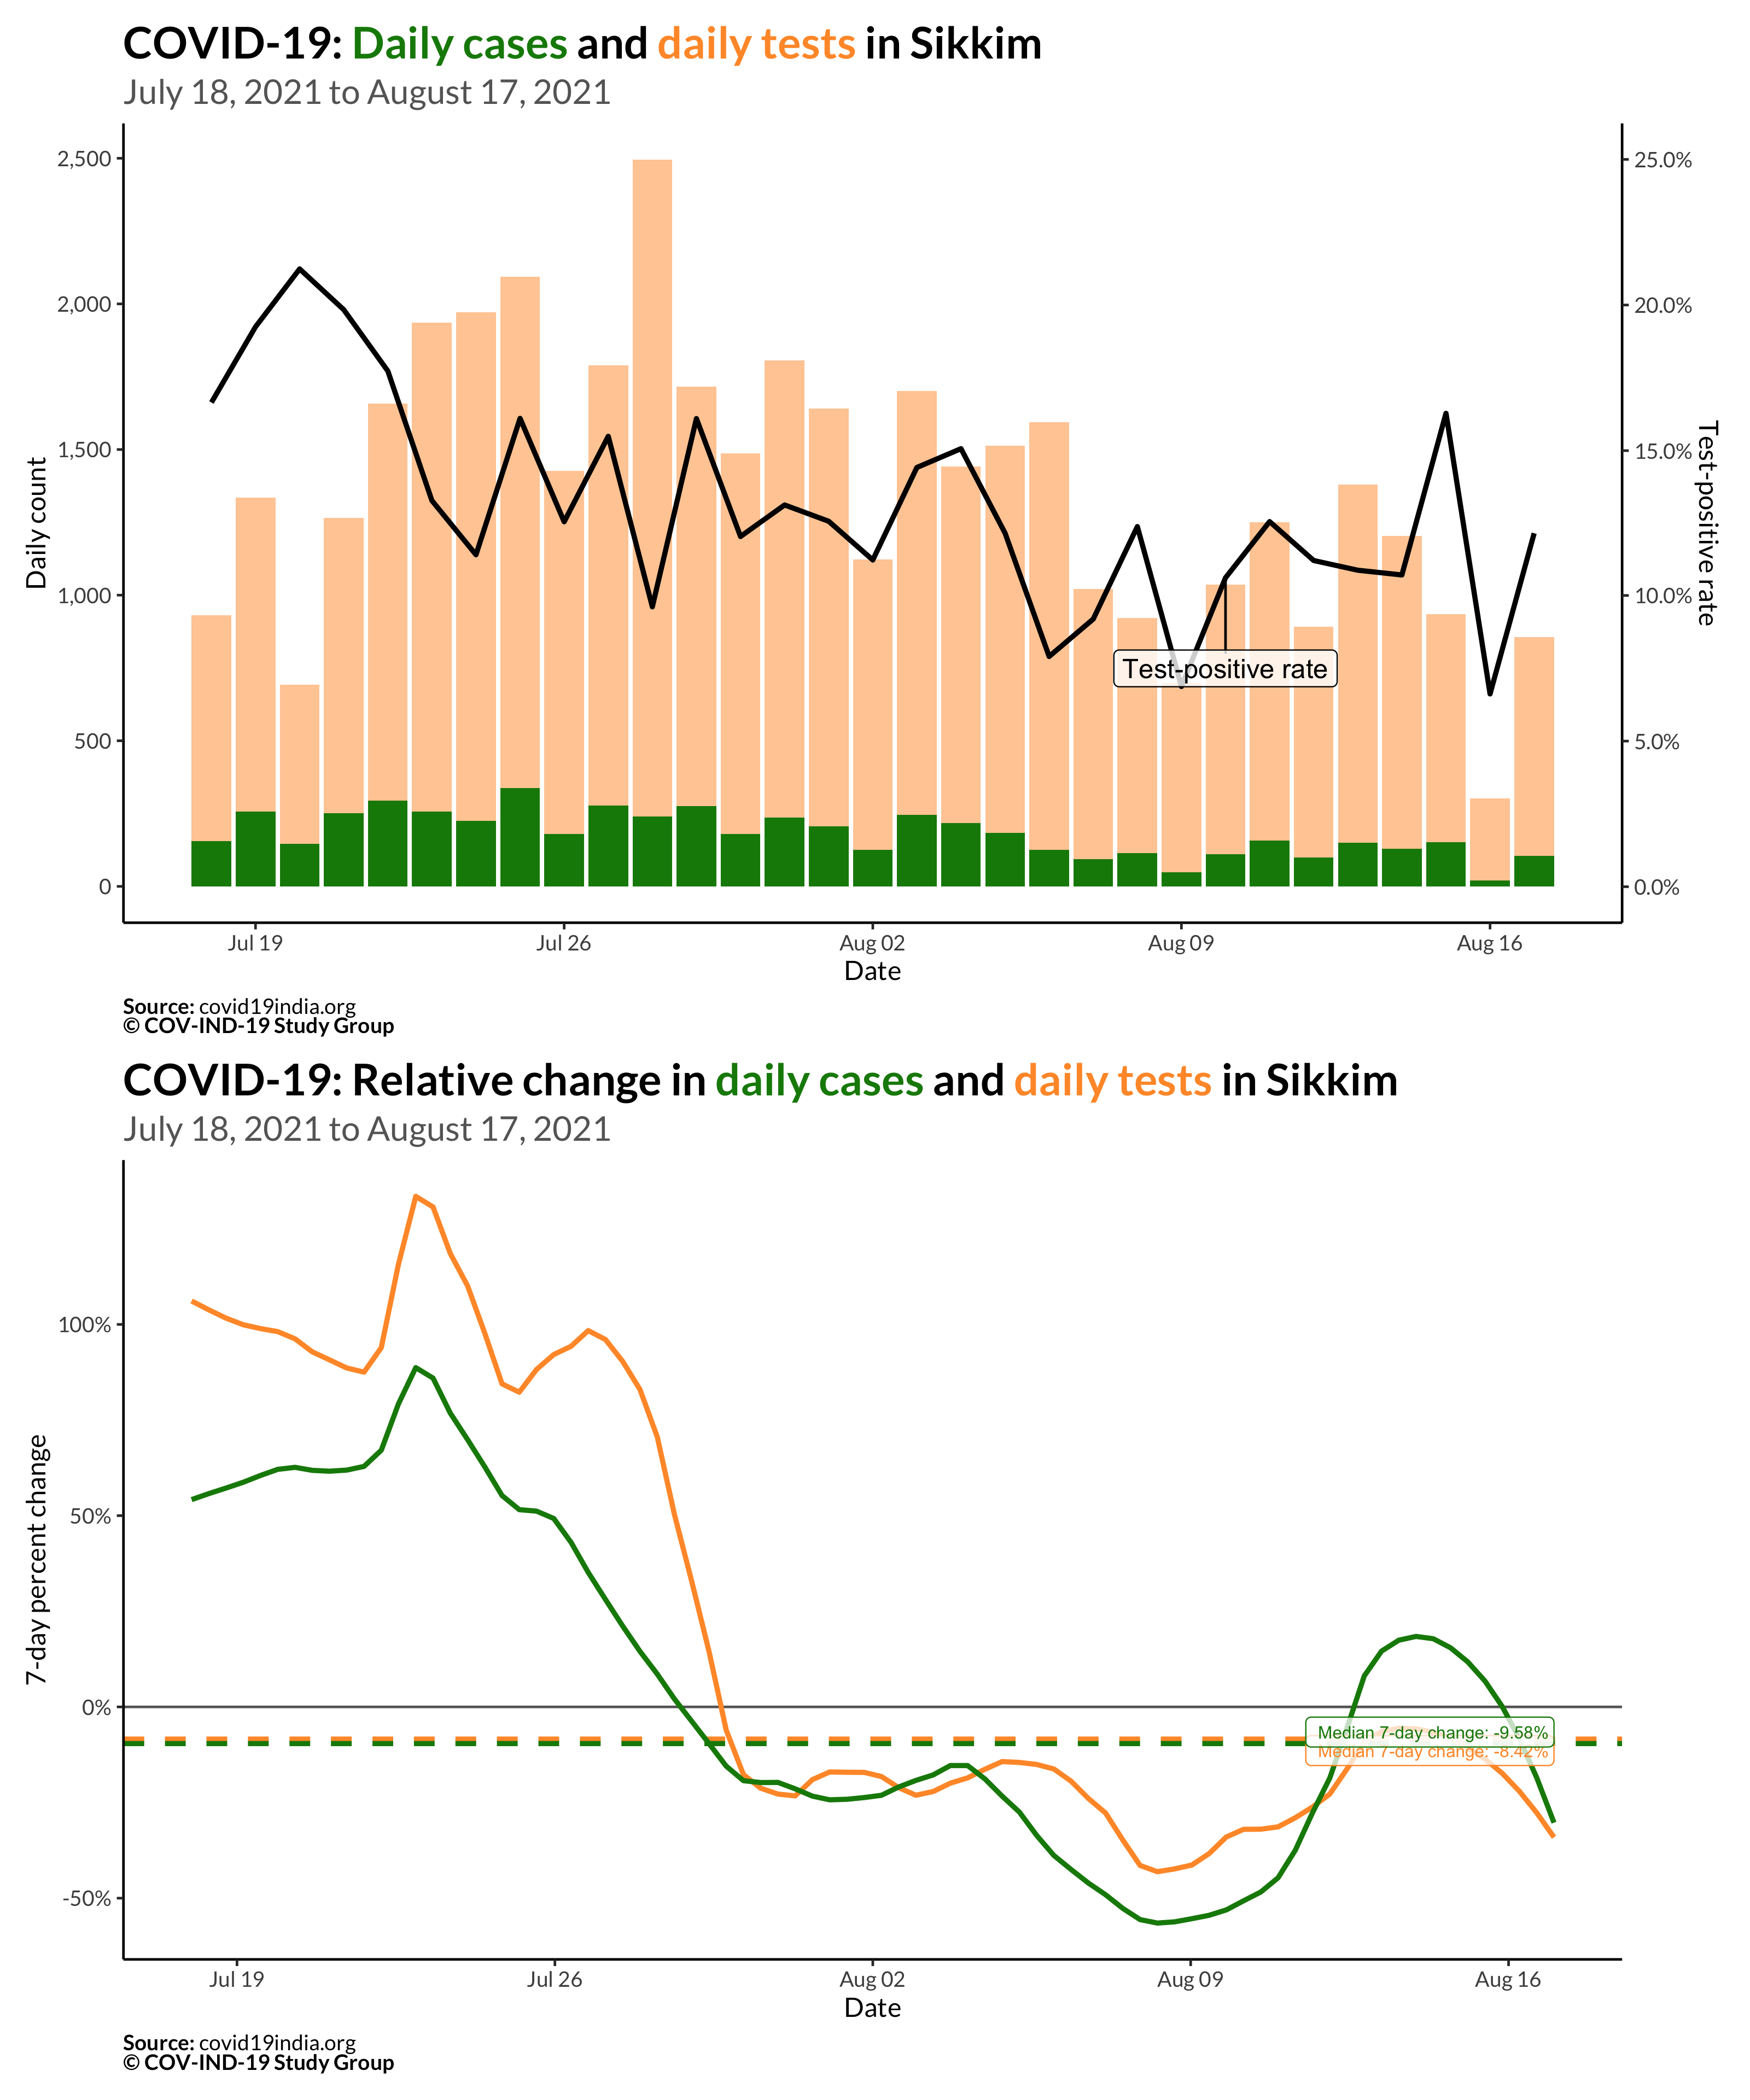 COVID-19: Daily cases and daily tests in Sikkim
July 18, 2021 to August 17, 2021
2,500
2,000
1,500
1,000
500
0
Daily count
25.0%
20.0%
15.0%
10.0%
5.0%
0.0%
Test-positive rate
Test-positive rate
Jul 19 Jul 26 Aug 02 Aug 09 Aug 16
Date
Source: covid19india.org
© COV-IND-19 Study Group
COVID-19: Relative change in daily cases and daily tests in Sikkim
July 18, 2021 to August 17, 2021
100%
50%
0%
-50%
7-day percent change
Median 7-day change: -9.58%
Median 7-day change: -8.42%
Jul 19 Jul 26 Aug 02 Aug 09 Aug 16
Date
Source: covid19india.org
© COV-IND-19 Study Group